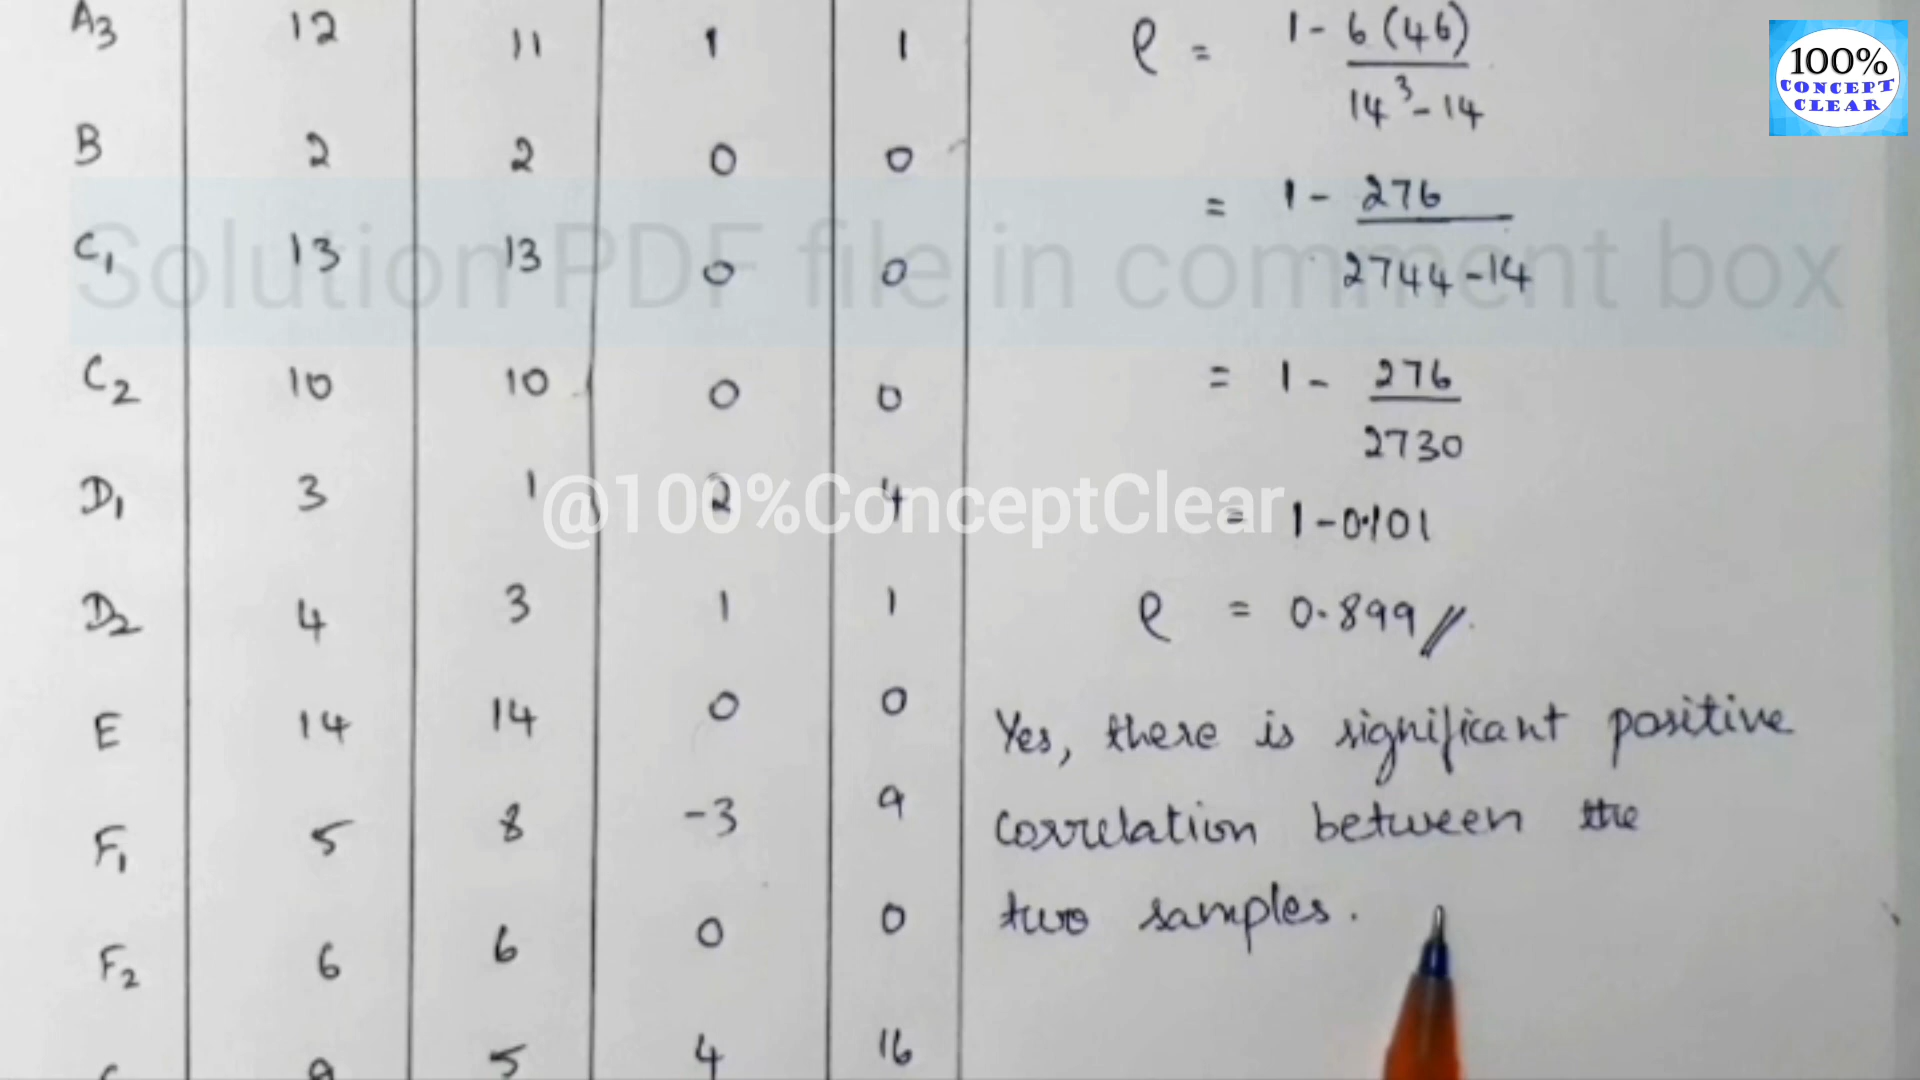 A3 12 11 1 1
B 2 2 0 0
C1 13 13 0 0
C2 10 10 0 0
D1 3 1 2 4
D2 4 3 1 1
E 14 14 0 0
F1 5 8 -3 9
F2 6 6 0 0
5 4 16
ρ = 1 - 6(46) / 14³-14
= 1 - 276 / 2744-14
= 1 - 276 / 2730
= 1-0.101
ρ = 0.899 //.
Yes, there is significant positive
correlation between the
two samples.
100%
CONCEPT
CLEAR
Solution PDF file in comment box
@100%ConceptClear